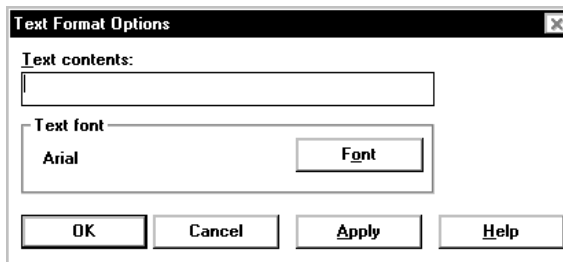 Text Format Options
Text contents:
Text font
Arial Font
OK Cancel Apply Help